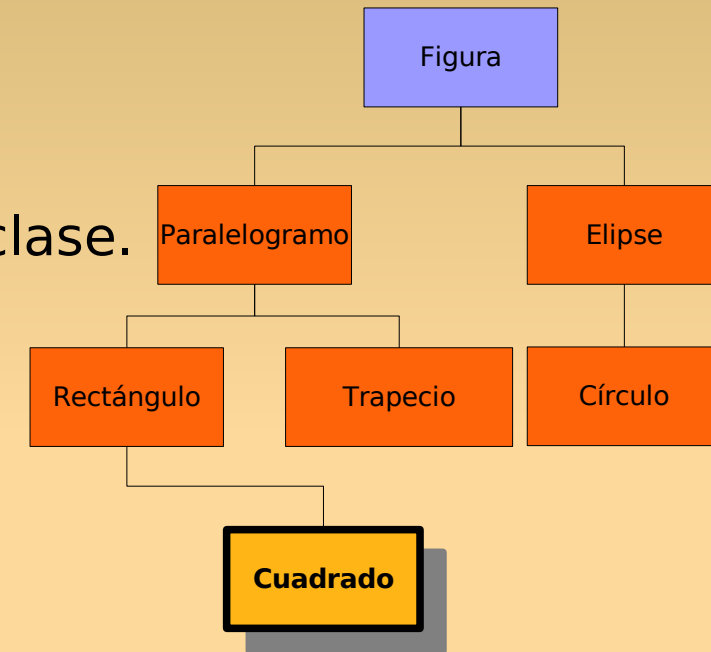 Figura
clase.
Paralelogramo
Elipse
Rectángulo
Trapecio
Círculo
Cuadrado